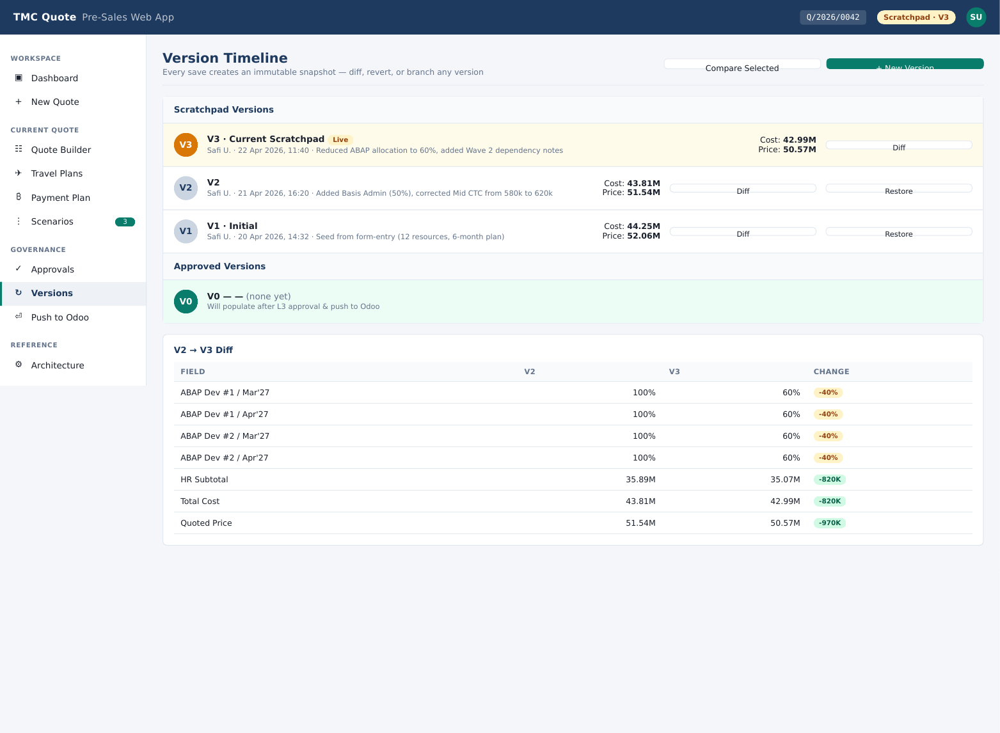 TMC Quote Pre-Sales Web App
Q/2026/0042
Scratchpad · V3
SU
WORKSPACE
▣ Dashboard
+ New Quote
CURRENT QUOTE
☷ Quote Builder
✈ Travel Plans
₿ Payment Plan
⋮ Scenarios 3
GOVERNANCE
✓ Approvals
↻ Versions
⏎ Push to Odoo
REFERENCE
⚙ Architecture
Version Timeline
Every save creates an immutable snapshot — diff, revert, or branch any version
Compare Selected
+ New Version
Scratchpad Versions
V3
V3 · Current Scratchpad Live
Safi U. · 22 Apr 2026, 11:40 · Reduced ABAP allocation to 60%, added Wave 2 dependency notes
Cost: 42.99M
Price: 50.57M
Diff
V2
V2
Safi U. · 21 Apr 2026, 16:20 · Added Basis Admin (50%), corrected Mid CTC from 580k to 620k
Cost: 43.81M
Price: 51.54M
Diff
Restore
V1
V1 · Initial
Safi U. · 20 Apr 2026, 14:32 · Seed from form-entry (12 resources, 6-month plan)
Cost: 44.25M
Price: 52.06M
Diff
Restore
Approved Versions
V0
V0 — — (none yet)
Will populate after L3 approval & push to Odoo
V2 → V3 Diff
FIELD V2 V3 CHANGE
ABAP Dev #1 / Mar'27 100% 60% -40%
ABAP Dev #1 / Apr'27 100% 60% -40%
ABAP Dev #2 / Mar'27 100% 60% -40%
ABAP Dev #2 / Apr'27 100% 60% -40%
HR Subtotal 35.89M 35.07M -820K
Total Cost 43.81M 42.99M -820K
Quoted Price 51.54M 50.57M -970K